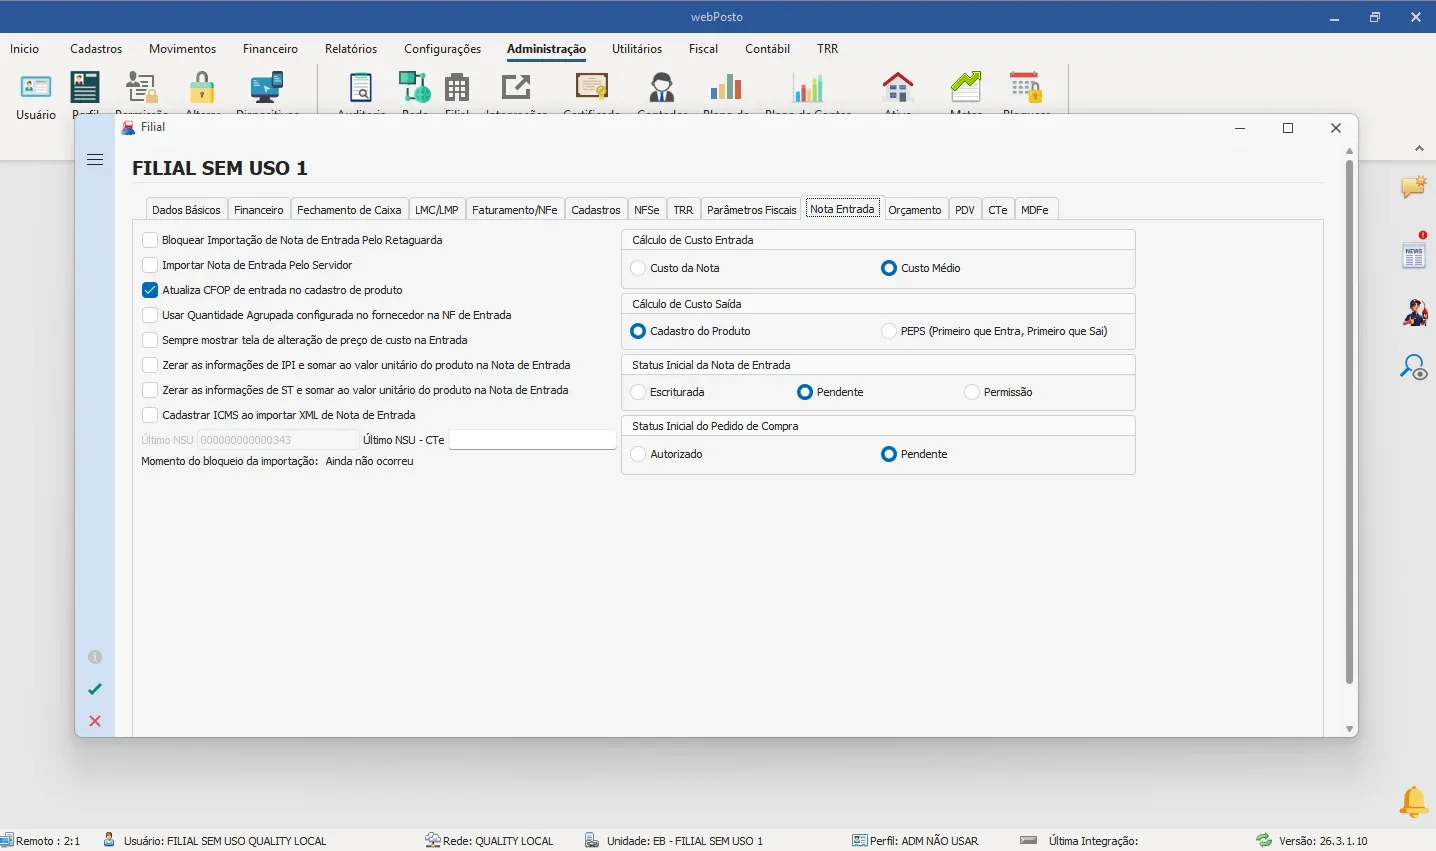 webPosto
Inicio Cadastros Movimentos Financeiro Relatórios Configurações Administração Utilitários Fiscal Contábil TRR
Usuário
Filial
FILIAL SEM USO 1
Dados Básicos Financeiro Fechamento de Caixa LMC/LMP Faturamento/NFe Cadastros NFSe TRR Parâmetros Fiscais Nota Entrada Orçamento PDV CTe MDFe
Bloquear Importação de Nota de Entrada Pelo Retaguarda
Importar Nota de Entrada Pelo Servidor
Atualiza CFOP de entrada no cadastro de produto
Usar Quantidade Agrupada configurada no fornecedor na NF de Entrada
Sempre mostrar tela de alteração de preço de custo na Entrada
Zerar as informações de IPI e somar ao valor unitário do produto na Nota de Entrada
Zerar as informações de ST e somar ao valor unitário do produto na Nota de Entrada
Cadastrar ICMS ao importar XML de Nota de Entrada
Último NSU 000000000000343 Último NSU - CTe
Momento do bloqueio da importação: Ainda não ocorreu
Cálculo de Custo Entrada
Custo da Nota Custo Médio
Cálculo de Custo Saída
Cadastro do Produto PEPS (Primeiro que Entra, Primeiro que Sai)
Status Inicial da Nota de Entrada
Escriturada Pendente Permissão
Status Inicial do Pedido de Compra
Autorizado Pendente
NEWS
Remoto : 2:1 Usuário: FILIAL SEM USO QUALITY LOCAL Rede: QUALITY LOCAL Unidade: EB - FILIAL SEM USO 1 Perfil: ADM NÃO USAR Última Integração: Versão: 26.3.1.10